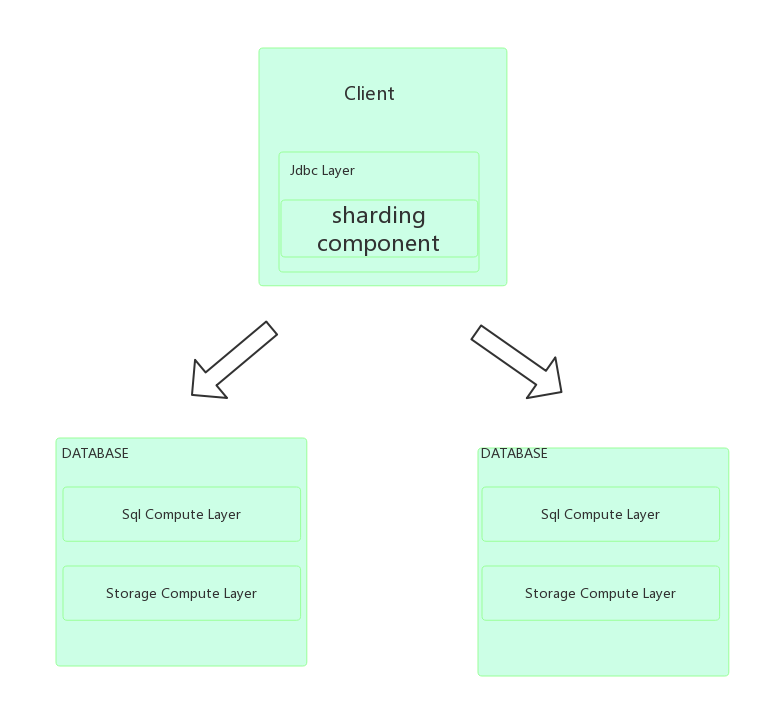 Client
Jdbc Layer
sharding
component
DATABASE
Sql Compute Layer
Storage Compute Layer
DATABASE
Sql Compute Layer
Storage Compute Layer